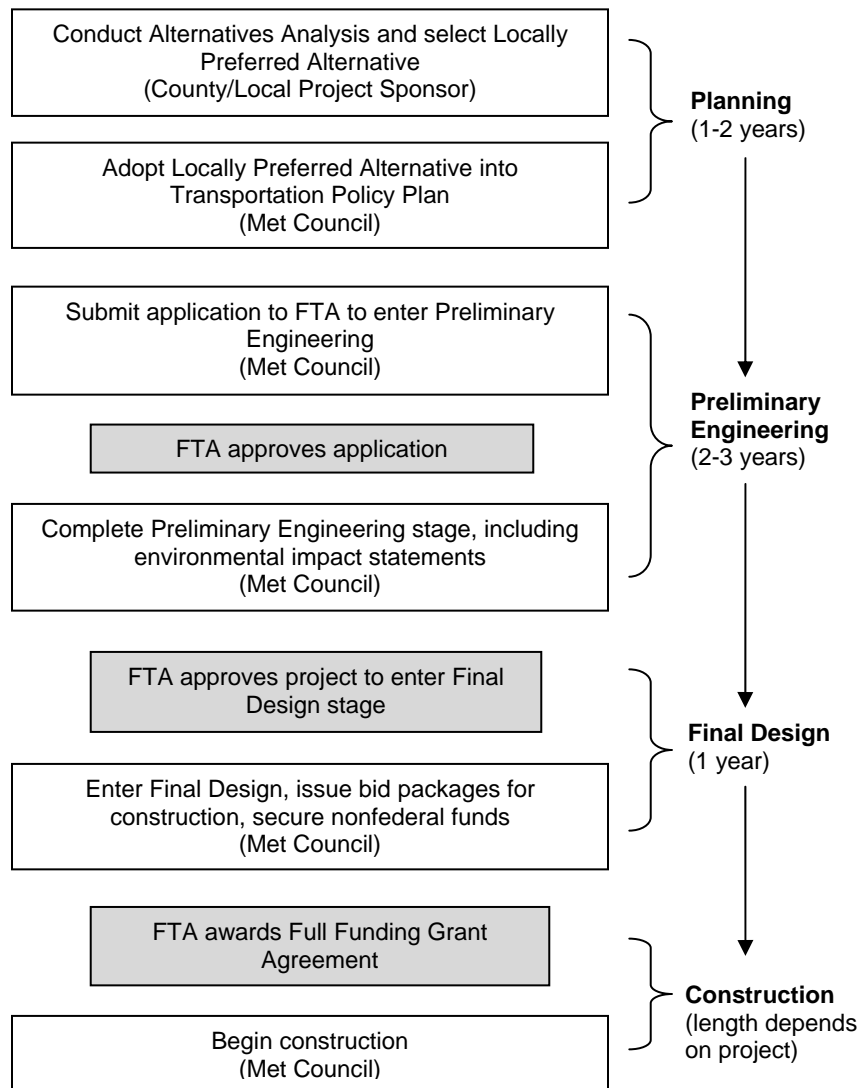 Conduct Alternatives Analysis and select Locally
Preferred Alternative
(County/Local Project Sponsor)
Adopt Locally Preferred Alternative into
Transportation Policy Plan
(Met Council)
Planning
(1-2 years)
Submit application to FTA to enter Preliminary
Engineering
(Met Council)
FTA approves application
Complete Preliminary Engineering stage, including
environmental impact statements
(Met Council)
Preliminary
Engineering
(2-3 years)
FTA approves project to enter Final
Design stage
Enter Final Design, issue bid packages for
construction, secure nonfederal funds
(Met Council)
Final Design
(1 year)
FTA awards Full Funding Grant
Agreement
Begin construction
(Met Council)
Construction
(length depends
on project)